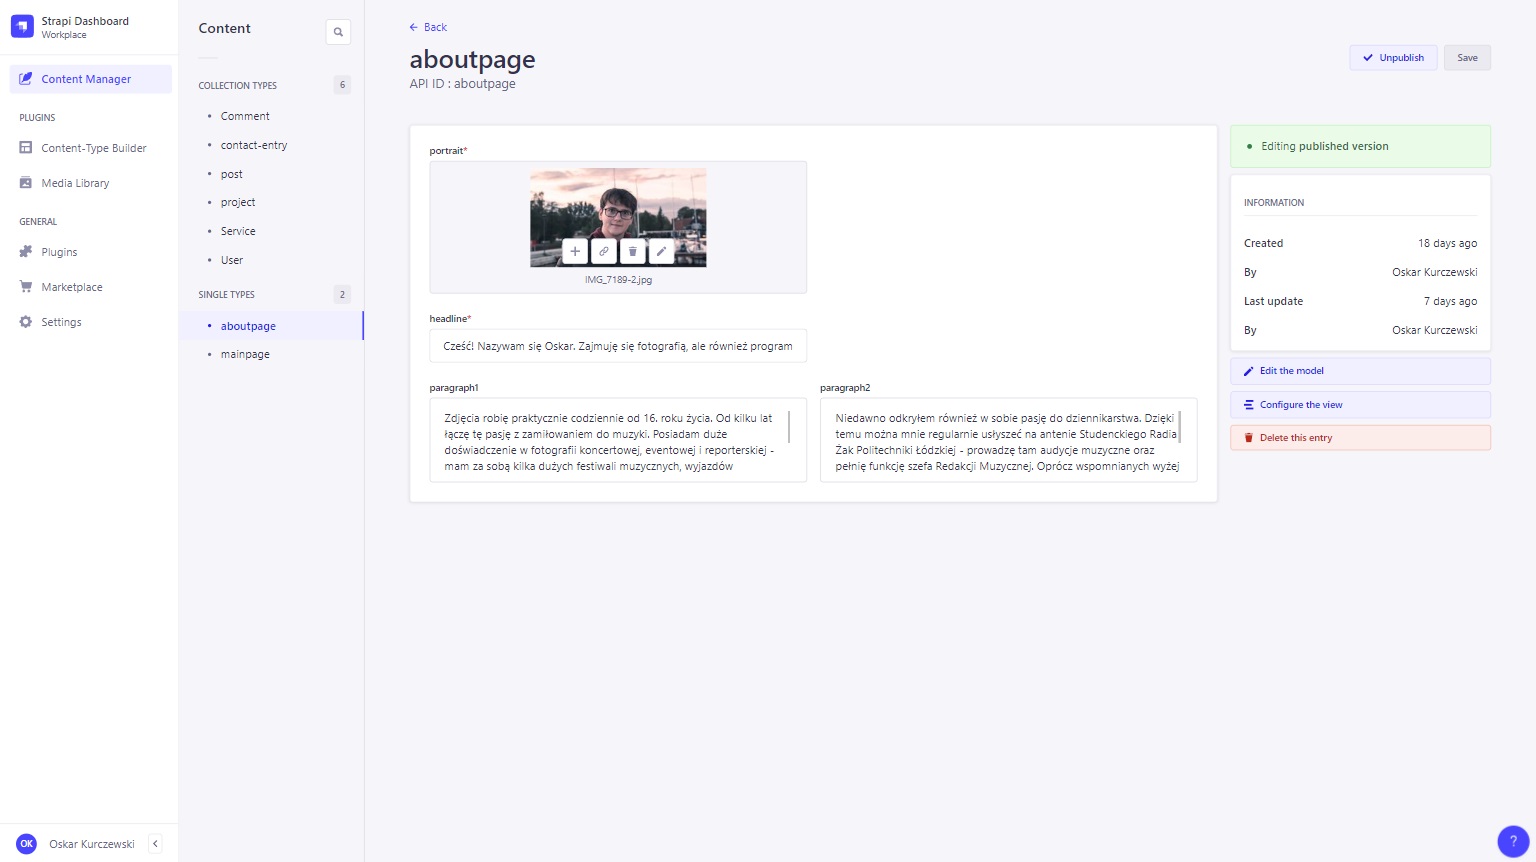 Strapi Dashboard
Workplace
Content Manager
PLUGINS
Content-Type Builder
Media Library
GENERAL
Plugins
Marketplace
Settings
OK
Oskar Kurczewski
Content
COLLECTION TYPES
6
Comment
contact-entry
post
project
Service
User
SINGLE TYPES
2
aboutpage
mainpage
Back
aboutpage
API ID : aboutpage
Unpublish
Save
portrait*
IMG_7189-2.jpg
headline*
Cześć! Nazywam się Oskar. Zajmuję się fotografią, ale również program
paragraph1
Zdjęcia robię praktycznie codziennie od 16. roku życia. Od kilku lat
łączę tę pasję z zamiłowaniem do muzyki. Posiadam duże
doświadczenie w fotografii koncertowej, eventowej i reporterskiej -
mam za sobą kilka dużych festiwali muzycznych, wyjazdów
paragraph2
Niedawno odkryłem również w sobie pasję do dziennikarstwa. Dzięki
temu można mnie regularnie usłyszeć na antenie Studenckiego Radia
Żak Politechniki Łódzkiej - prowadzę tam audycje muzyczne oraz
pełnię funkcję szefa Redakcji Muzycznej. Oprócz wspomnianych wyżej
Editing published version
INFORMATION
Created
18 days ago
By
Oskar Kurczewski
Last update
7 days ago
By
Oskar Kurczewski
Edit the model
Configure the view
Delete this entry
?